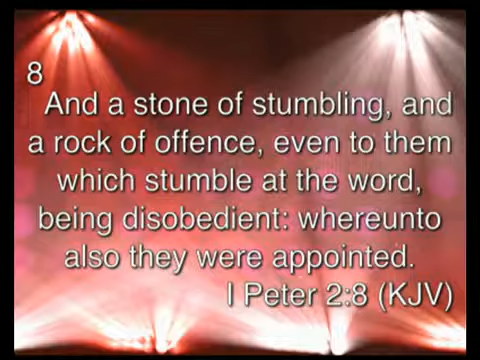 8
And a stone of stumbling, and
a rock of offence, even to them
which stumble at the word,
being disobedient: whereunto
also they were appointed.
I Peter 2:8 (KJV)